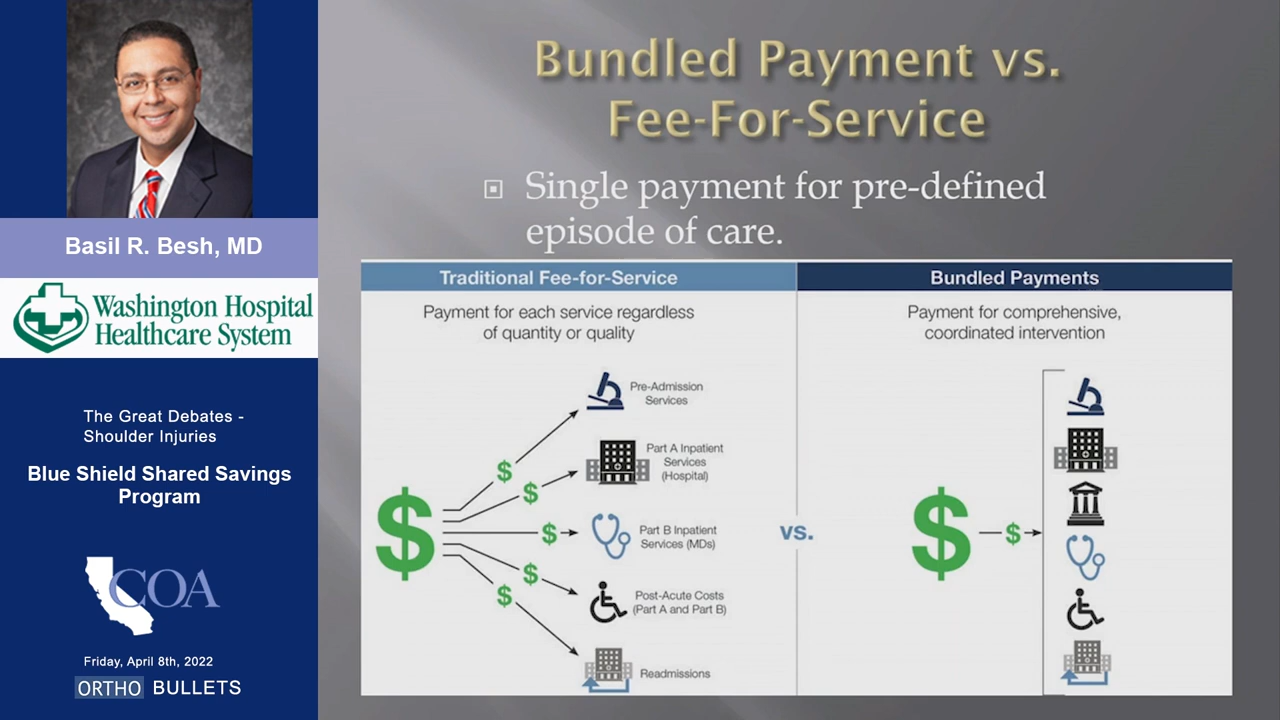 Basil R. Besh, MD
Washington Hospital
Healthcare System
The Great Debates -
Shoulder Injuries
Blue Shield Shared Savings
Program
COA
Friday, April 8th, 2022
ORTHO BULLETS
Bundled Payment vs.
Fee-For-Service
Single payment for pre-defined
episode of care.
Traditional Fee-for-Service
Payment for each service regardless
of quantity or quality
$
$
$
$
$
$
Pre-Admission
Services
Part A Inpatient
Services
(Hospital)
Part B Inpatient
Services (MDs)
Post-Acute Costs
(Part A and Part B)
Readmissions
vs.
Bundled Payments
Payment for comprehensive,
coordinated intervention
$ $